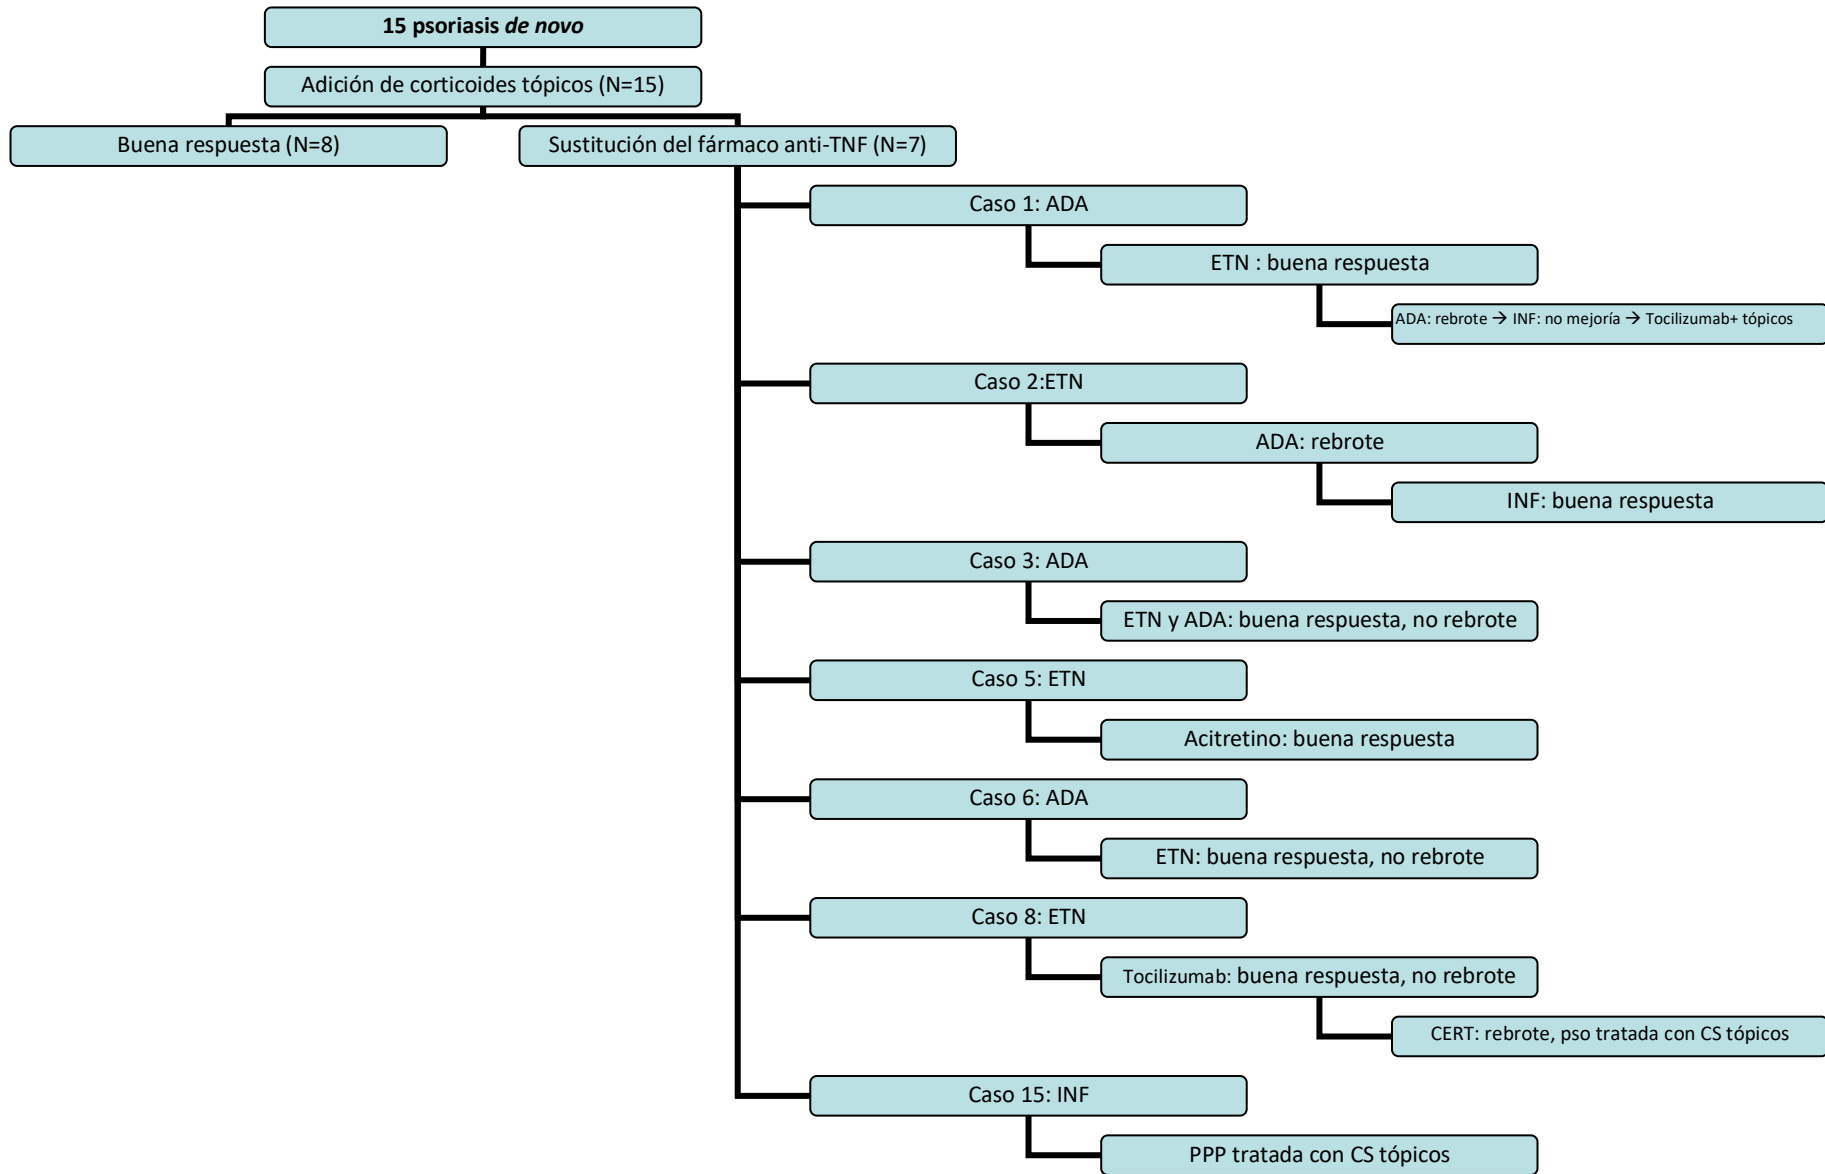 15 psoriasis de novo
Adición de corticoides tópicos (N=15)
Buena respuesta (N=8)
Sustitución del fármaco anti-TNF (N=7)
Caso 1: ADA
ETN : buena respuesta
ADA: rebrote → INF: no mejoría → Tocilizumab+ tópicos
Caso 2:ETN
ADA: rebrote
INF: buena respuesta
Caso 3: ADA
ETN y ADA: buena respuesta, no rebrote
Caso 5: ETN
Acitretino: buena respuesta
Caso 6: ADA
ETN: buena respuesta, no rebrote
Caso 8: ETN
Tocilizumab: buena respuesta, no rebrote
CERT: rebrote, pso tratada con CS tópicos
Caso 15: INF
PPP tratada con CS tópicos